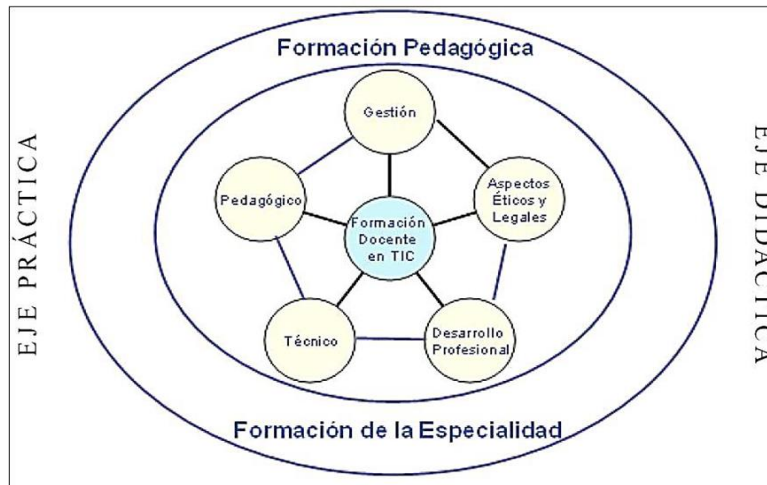 Formación Pedagógica
Gestión
Pedagógico
Aspectos
Éticos y
Legales
Formación
Docente
en TIC
Técnico
Desarrollo
Profesional
Formación de la Especialidad
EJE PRÁCTICA
EJE DIDÁCTICA